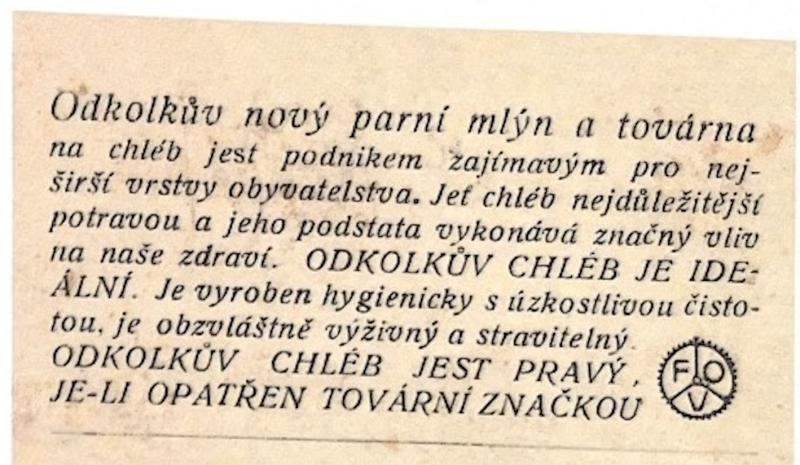 Odkolkův nový parní mlýn a továrna
na chléb jest podnikem zajímavým pro nej-
širší vrstvy obyvatelstva. Jeť chléb nejdůležitější
potravou a jeho podstata vykonává značný vliv
na naše zdraví. ODKOLKŮV CHLÉB JE IDE-
ÁLNÍ. Je vyroben hygienicky s úzkostlivou čisto-
tou, je obzvláštně výživný a stravitelný.
ODKOLKŮV CHLÉB JEST PRAVÝ,
JE-LI OPATŘEN TOVÁRNÍ ZNAČKOU
F O
V